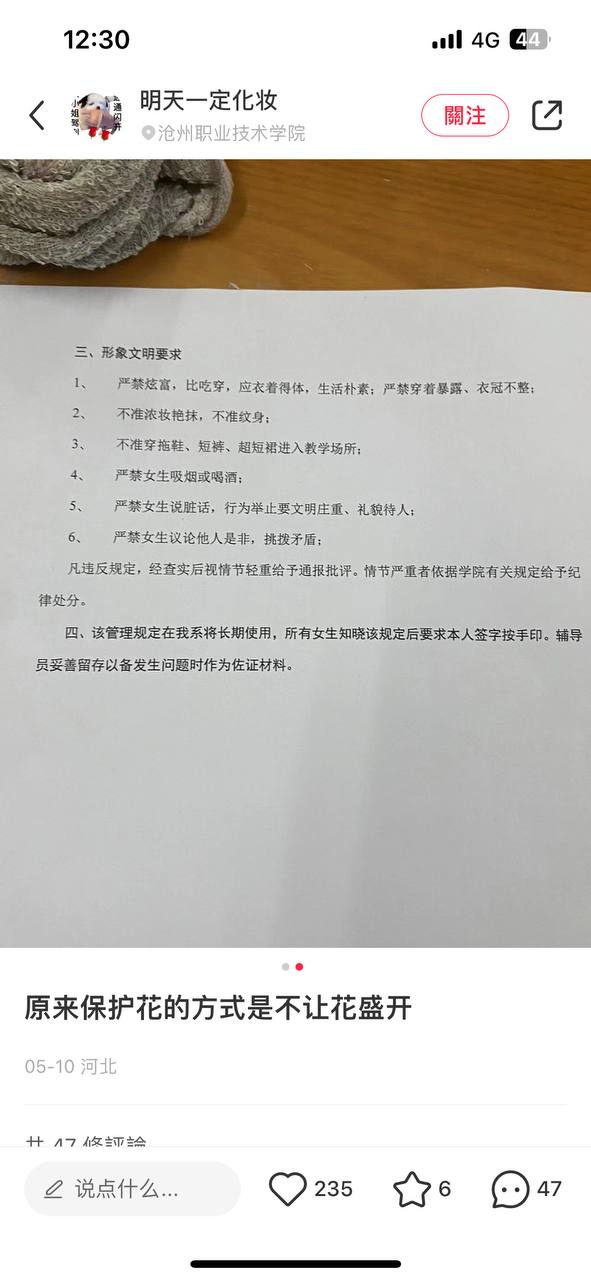 12:30
4G 44
明天一定化妆
沧州职业技术学院
關注
三、形象文明要求
1、 严禁炫富，比吃穿，应衣着得体，生活朴素；严禁穿着暴露、衣冠不整；
2、 不准浓妆艳抹，不准纹身；
3、 不准穿拖鞋、短裤、超短裙进入教学场所；
4、 严禁女生吸烟或喝酒；
5、 严禁女生说脏话，行为举止要文明庄重、礼貌待人；
6、 严禁女生议论他人是非，挑拨矛盾；
凡违反规定，经查实后视情节轻重给予通报批评。情节严重者依据学院有关规定给予纪
律处分。
四、该管理规定在我系将长期使用，所有女生知晓该规定后要求本人签字按手印。辅导
员妥善留存以备发生问题时作为佐证材料。
原来保护花的方式是不让花盛开
05-10 河北
共 47 條評論
说点什么...
235
6
47